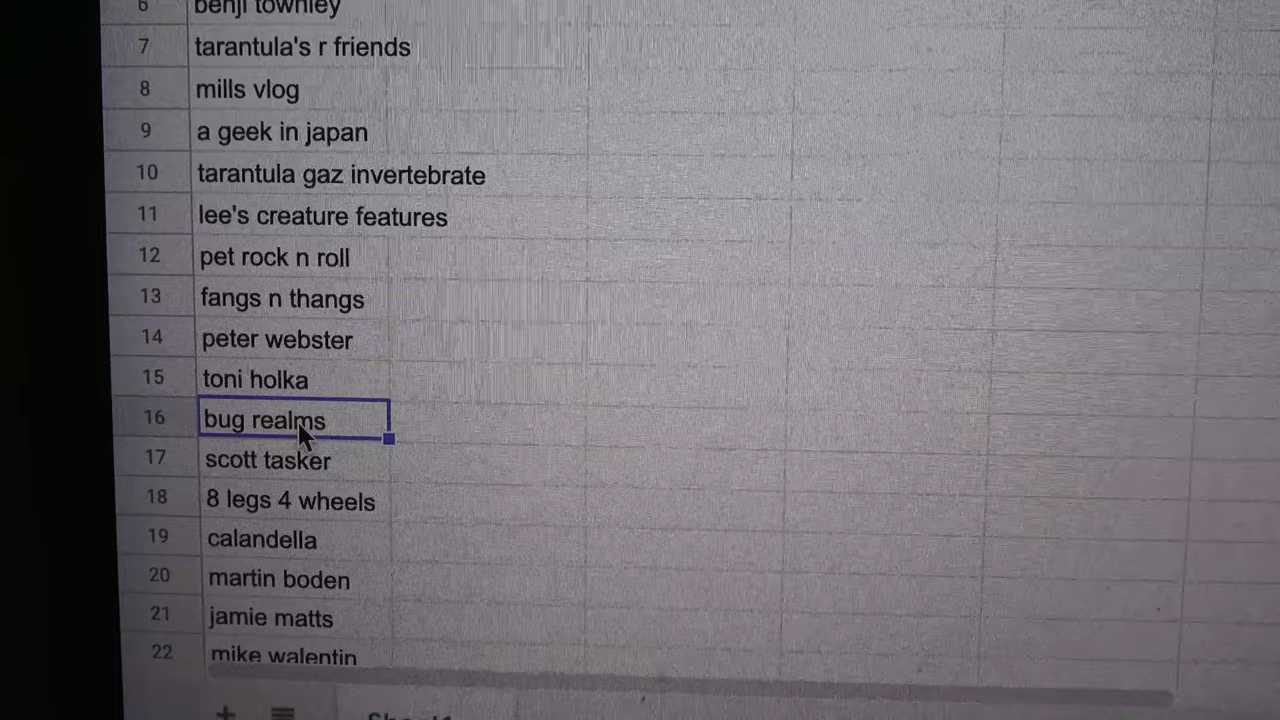 6 benji townley
7 tarantula's r friends
8 mills vlog
9 a geek in japan
10 tarantula gaz invertebrate
11 lee's creature features
12 pet rock n roll
13 fangs n thangs
14 peter webster
15 toni holka
16 bug realms
17 scott tasker
18 8 legs 4 wheels
19 calandella
20 martin boden
21 jamie matts
22 mike walentin